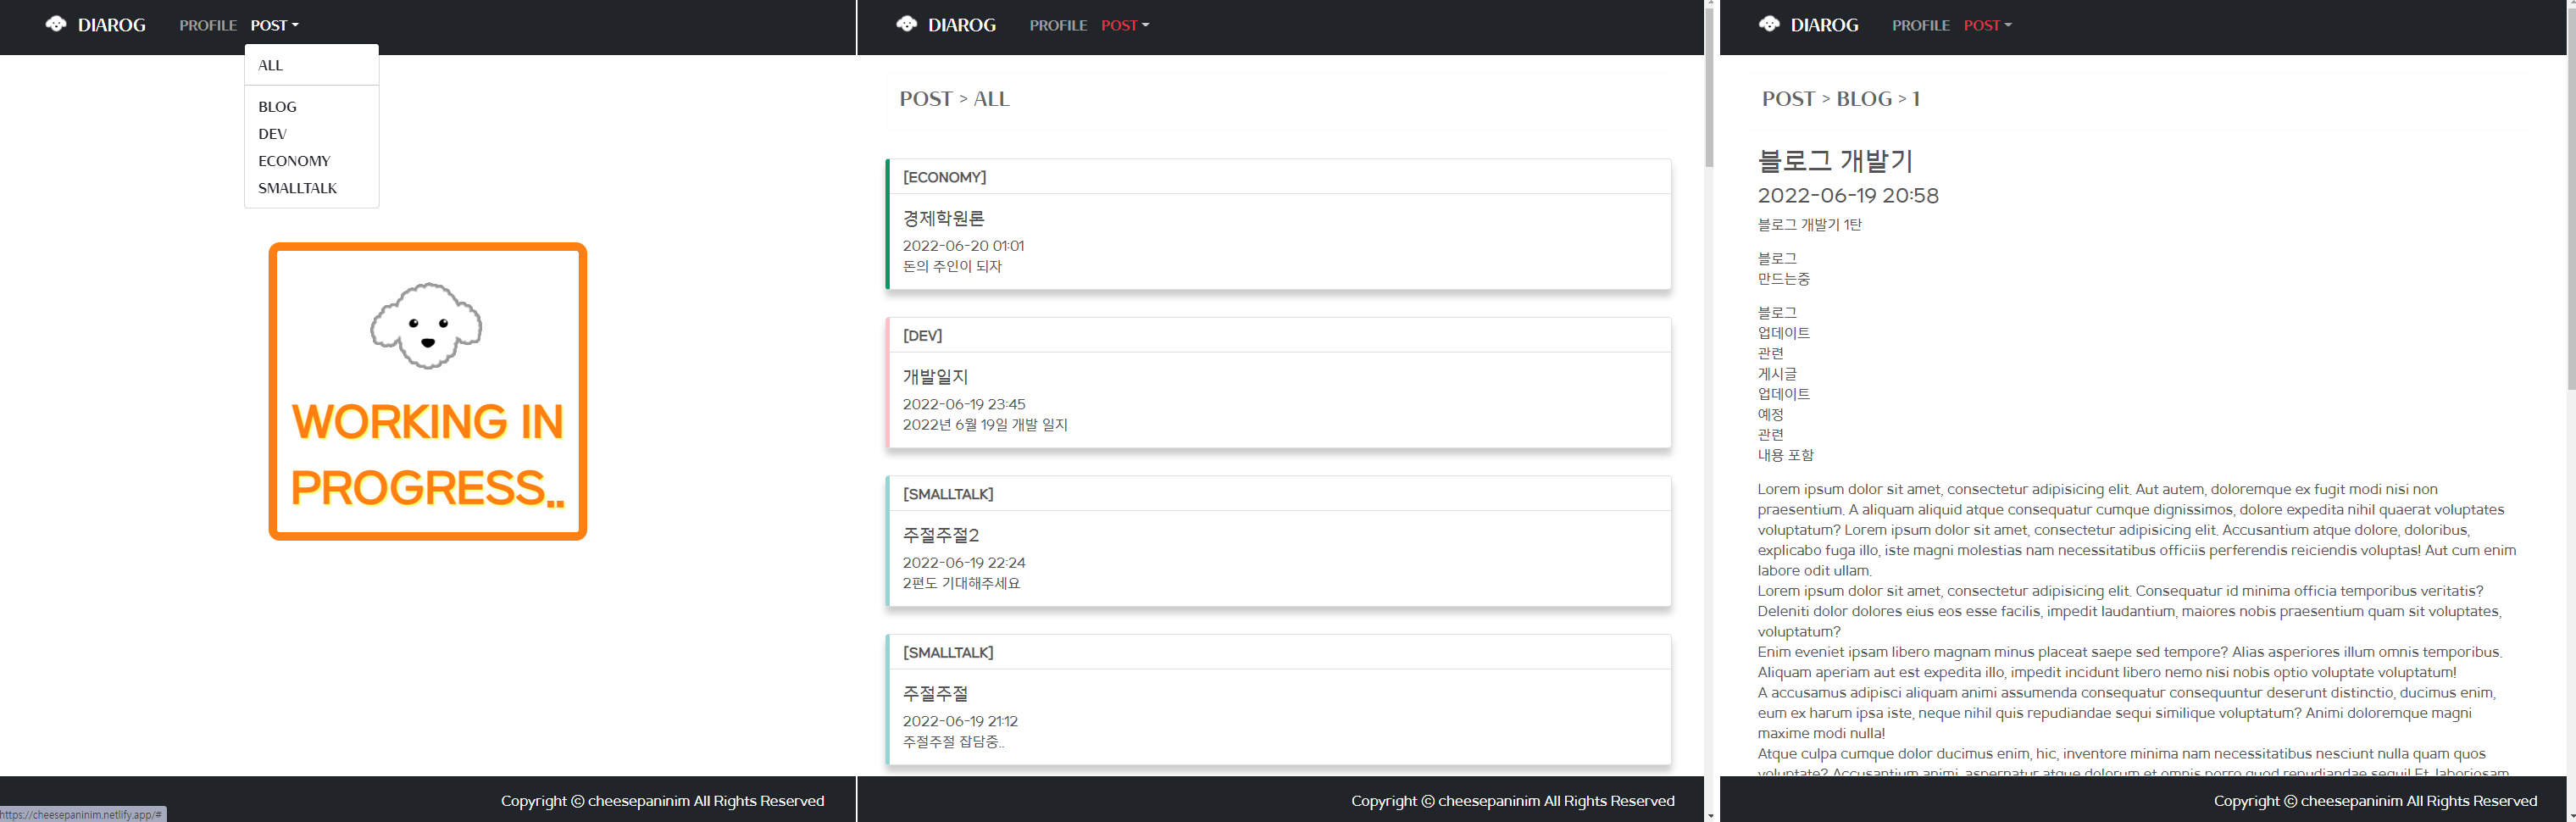 DIAROG PROFILE POST
ALL
BLOG
DEV
ECONOMY
SMALLTALK
WORKING IN
PROGRESS..
Copyright ⓒ cheesepaninim All Rights Reserved
https://cheesepaninim.netlify.app/#
DIAROG PROFILE POST
POST > ALL
[ECONOMY]
경제학원론
2022-06-20 01:01
돈의 주인이 되자
[DEV]
개발일지
2022-06-19 23:45
2022년 6월 19일 개발 일지
[SMALLTALK]
주절주절2
2022-06-19 22:24
2편도 기대해주세요
[SMALLTALK]
주절주절
2022-06-19 21:12
주절주절 잡담중..
Copyright ⓒ cheesepaninim All Rights Reserved
DIAROG PROFILE POST
POST > BLOG > 1
블로그 개발기
2022-06-19 20:58
블로그 개발기 1탄
블로그
만드는중
블로그
업데이트
관련
게시글
업데이트
예정
관련
내용 포함
Lorem ipsum dolor sit amet, consectetur adipisicing elit. Aut autem, doloremque ex fugit modi nisi non
praesentium. A aliquam aliquid atque consequatur cumque dignissimos, dolore expedita nihil quaerat voluptates
voluptatum? Lorem ipsum dolor sit amet, consectetur adipisicing elit. Accusantium atque dolore, doloribus,
explicabo fuga illo, iste magni molestias nam necessitatibus officiis perferendis reiciendis voluptas! Aut cum enim
labore odit ullam.
Lorem ipsum dolor sit amet, consectetur adipisicing elit. Consequatur id minima officia temporibus veritatis?
Deleniti dolor dolores eius eos esse facilis, impedit laudantium, maiores nobis praesentium quam sit voluptates,
voluptatum?
Enim eveniet ipsam libero magnam minus placeat saepe sed tempore? Alias asperiores illum omnis temporibus.
Aliquam aperiam aut est expedita illo, impedit incidunt libero nemo nisi nobis optio voluptate voluptatum!
A accusamus adipisci aliquam animi assumenda consequatur consequuntur deserunt distinctio, ducimus enim,
eum ex harum ipsa iste, neque nihil quis repudiandae sequi similique voluptatum? Animi doloremque magni
maxime modi nulla!
Atque culpa cumque dolor ducimus enim, hic, inventore minima nam necessitatibus nesciunt nulla quam quos
voluptate? Accusantium animi, aspernatur atque dolorum et omnis porro quod repudiandae sequi! Et, laboriosam
Copyright ⓒ cheesepaninim All Rights Reserved